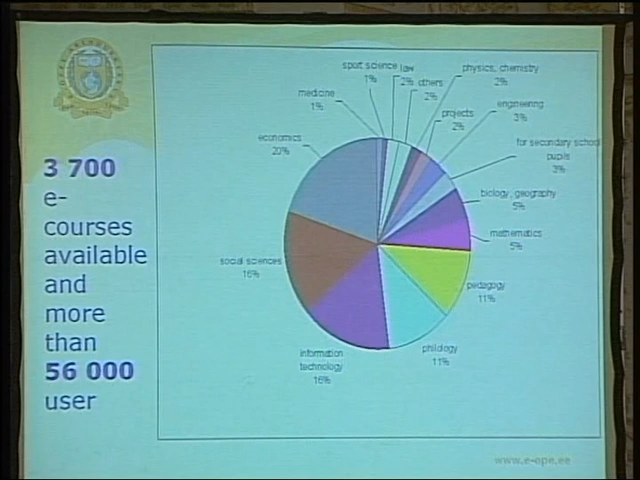 3 700
e-
courses
available
and
more
than
56 000
user
sport science
1%
law
2%
others
2%
physics, chemistry
2%
medicine
1%
projects
2%
engineering
3%
economics
20%
for secondary school
pupils
3%
biology, geography
5%
mathematics
5%
social sciences
16%
pedagogy
11%
philology
11%
information
technology
16%
www.e-ope.ee